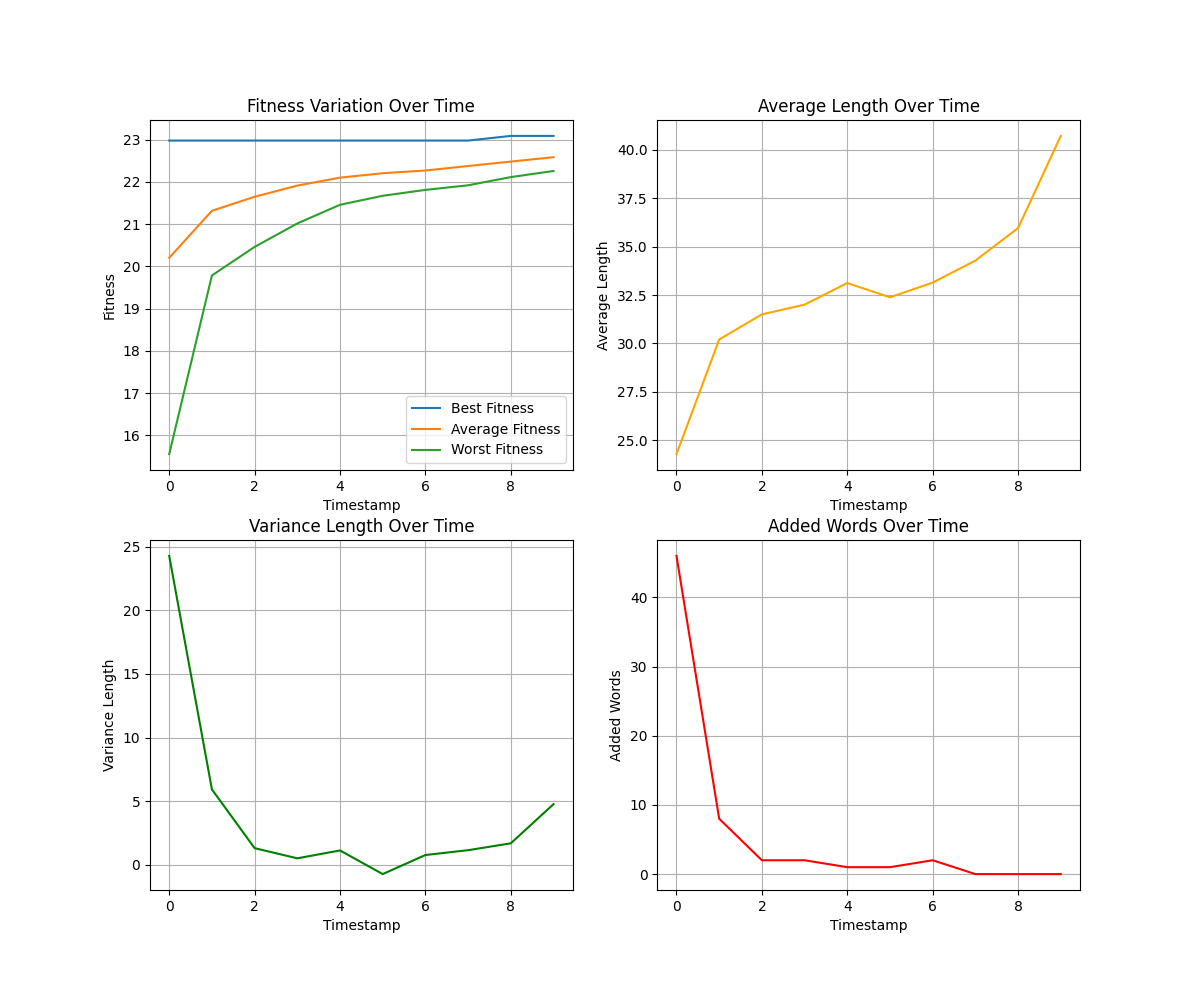 Fitness Variation Over Time
23
22
21
20
19
18
17
16
Fitness
Best Fitness
Average Fitness
Worst Fitness
0 2 4 6 8
Timestamp
Average Length Over Time
40.0
37.5
35.0
32.5
30.0
27.5
25.0
Average Length
0 2 4 6 8
Timestamp
Variance Length Over Time
25
20
15
10
5
0
Variance Length
0 2 4 6 8
Timestamp
Added Words Over Time
40
30
20
10
0
Added Words
0 2 4 6 8
Timestamp